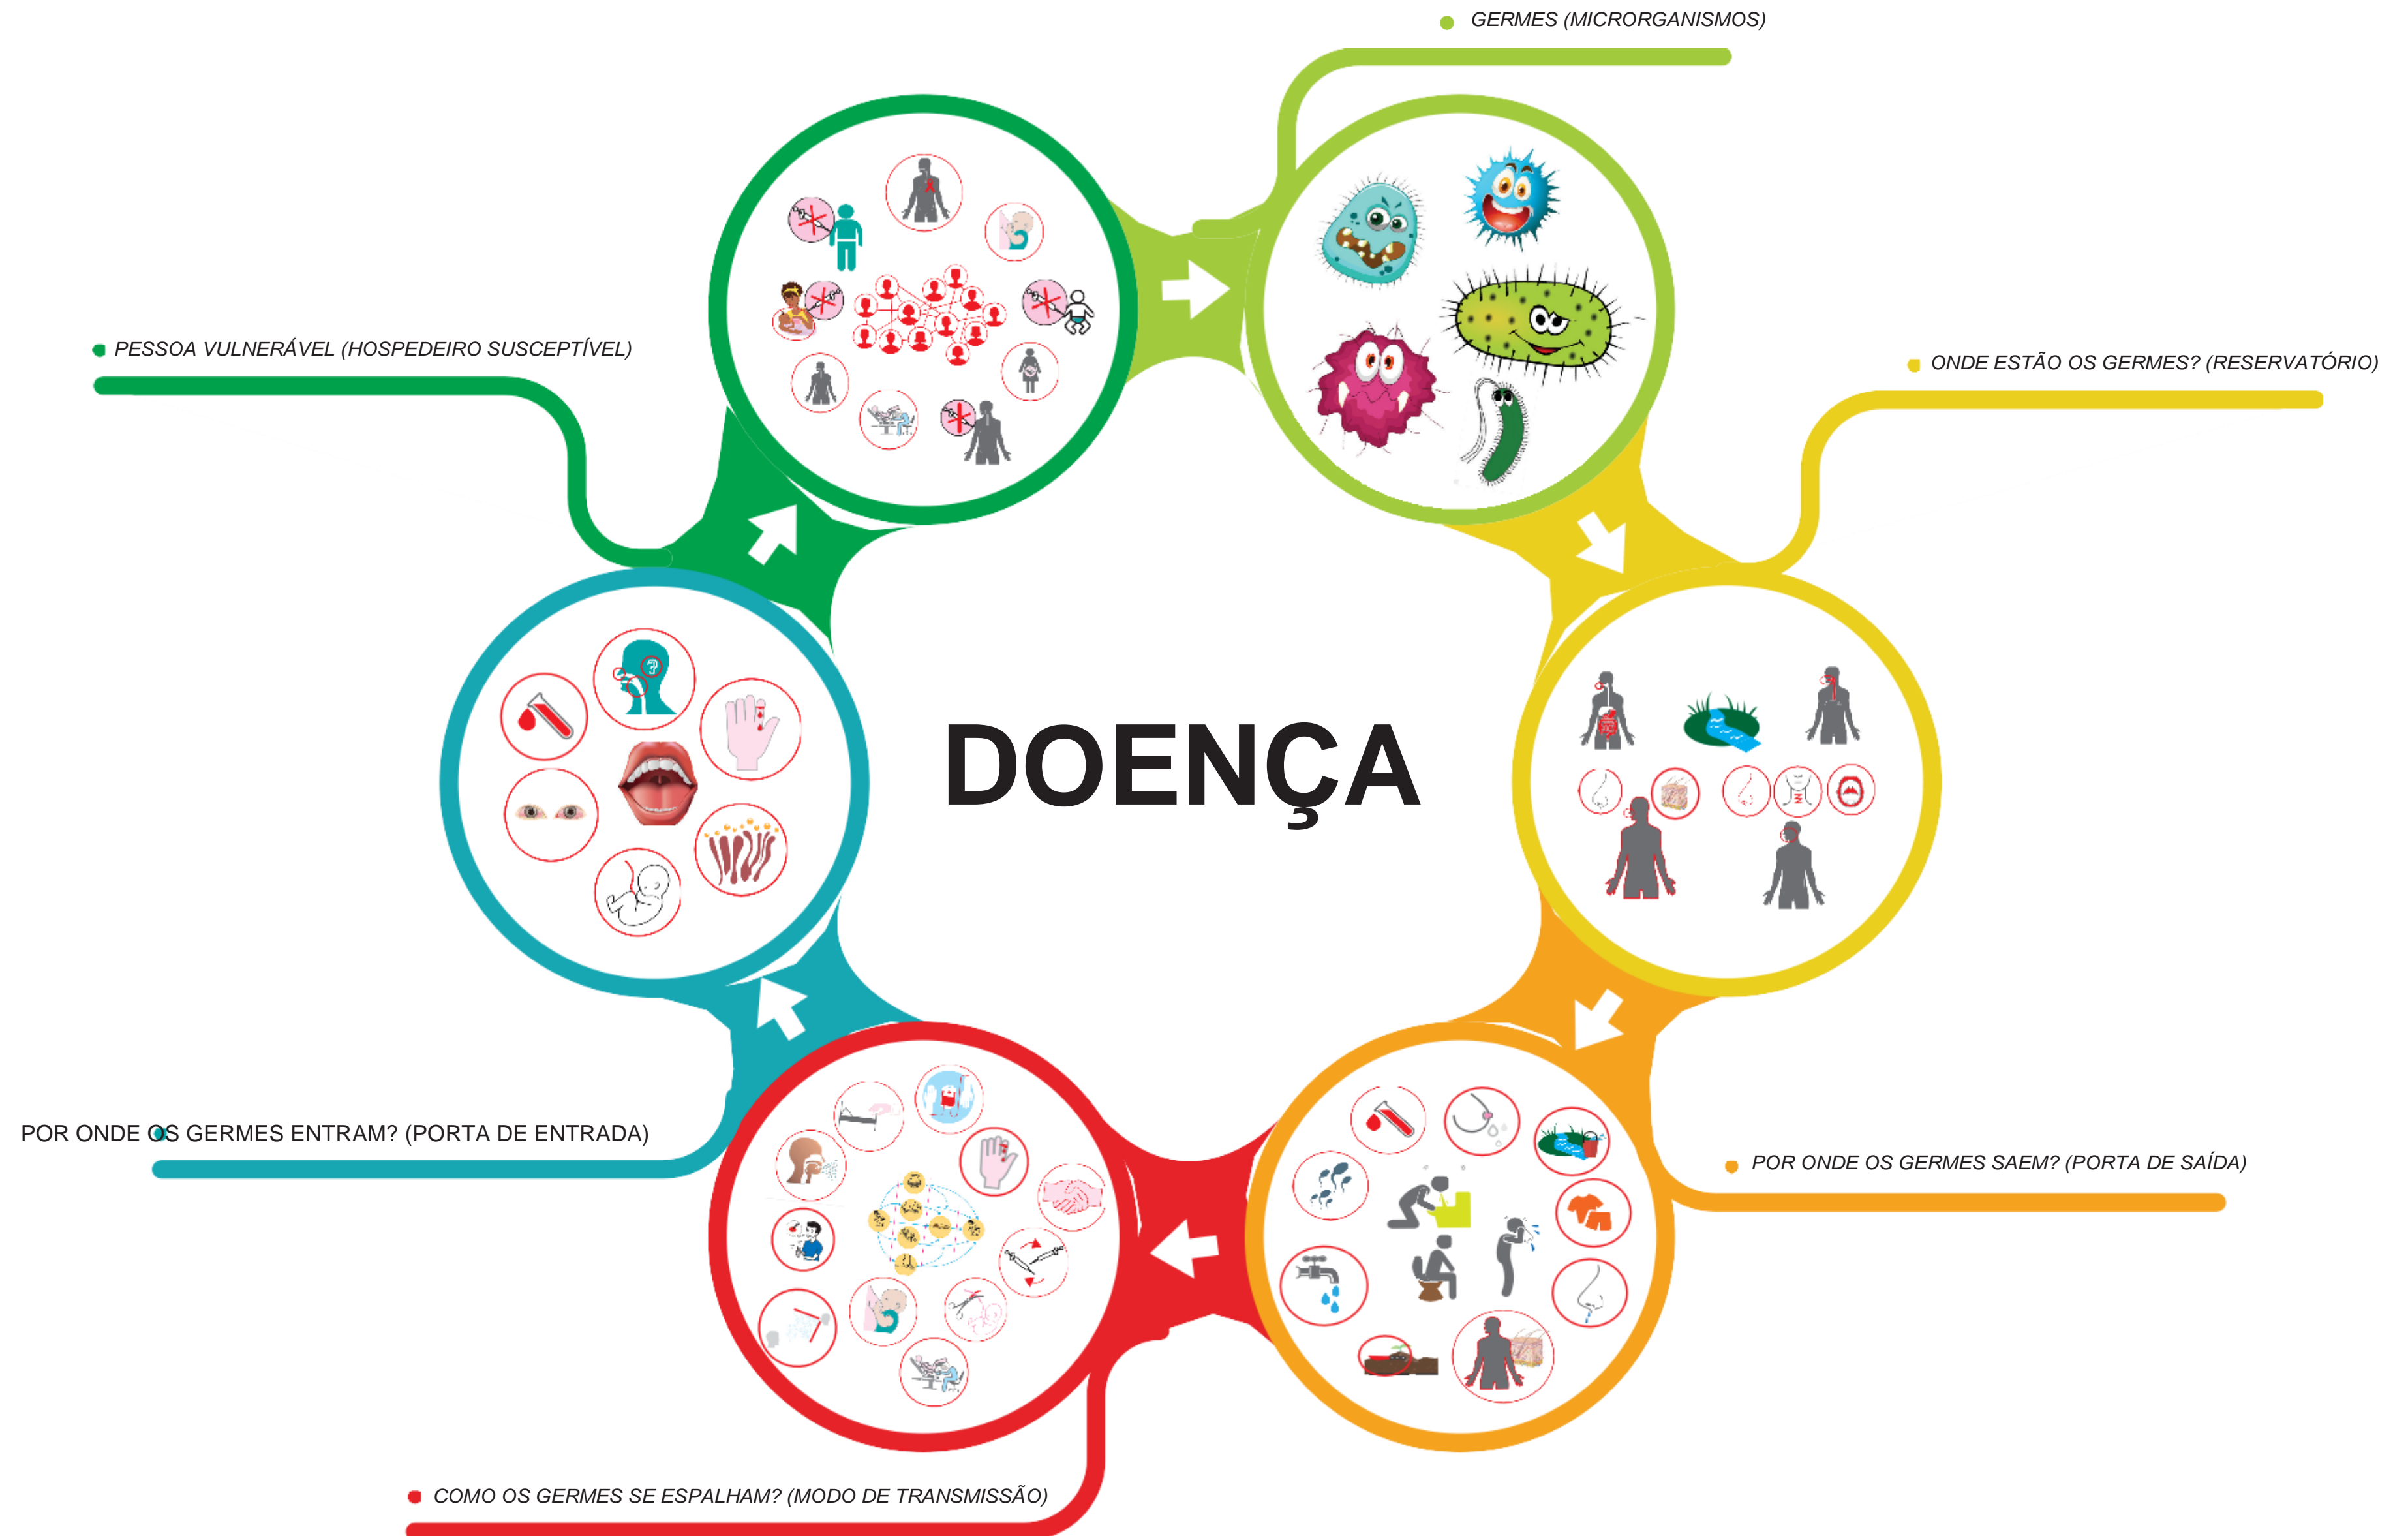 GERMES (MICRORGANISMOS)
PESSOA VULNERÁVEL (HOSPEDEIRO SUSCEPTÍVEL)
ONDE ESTÃO OS GERMES? (RESERVATÓRIO)
DOENÇA
POR ONDE OS GERMES ENTRAM? (PORTA DE ENTRADA)
POR ONDE OS GERMES SAEM? (PORTA DE SAÍDA)
COMO OS GERMES SE ESPALHAM? (MODO DE TRANSMISSÃO)